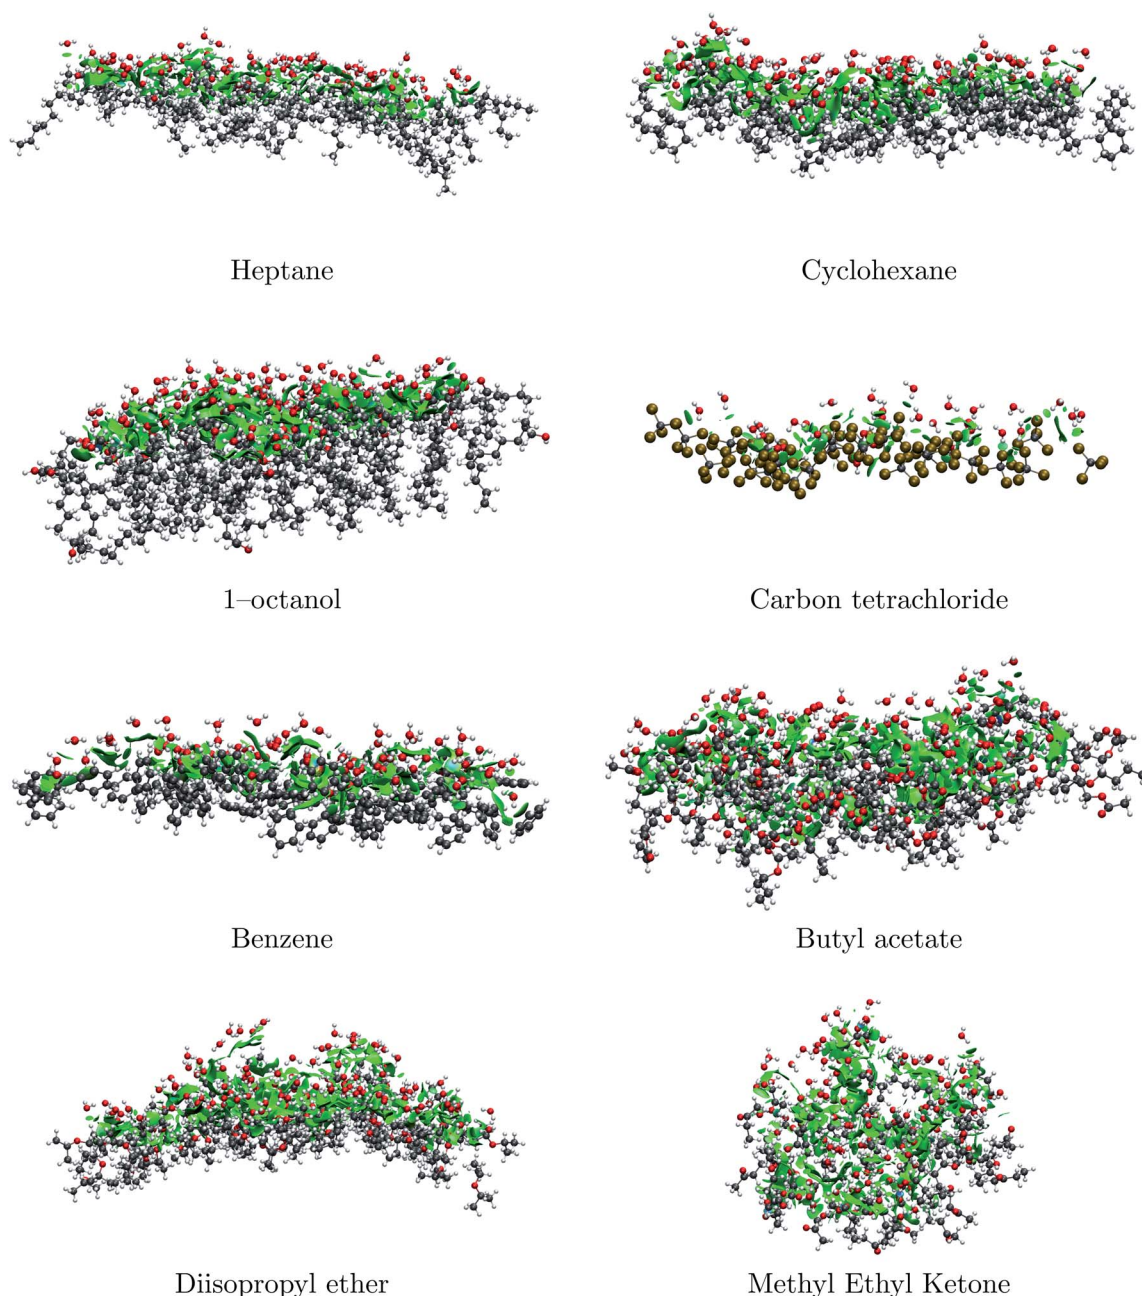 Heptane
Cyclohexane
1–octanol
Carbon tetrachloride
Benzene
Butyl acetate
Diisopropyl ether
Methyl Ethyl Ketone